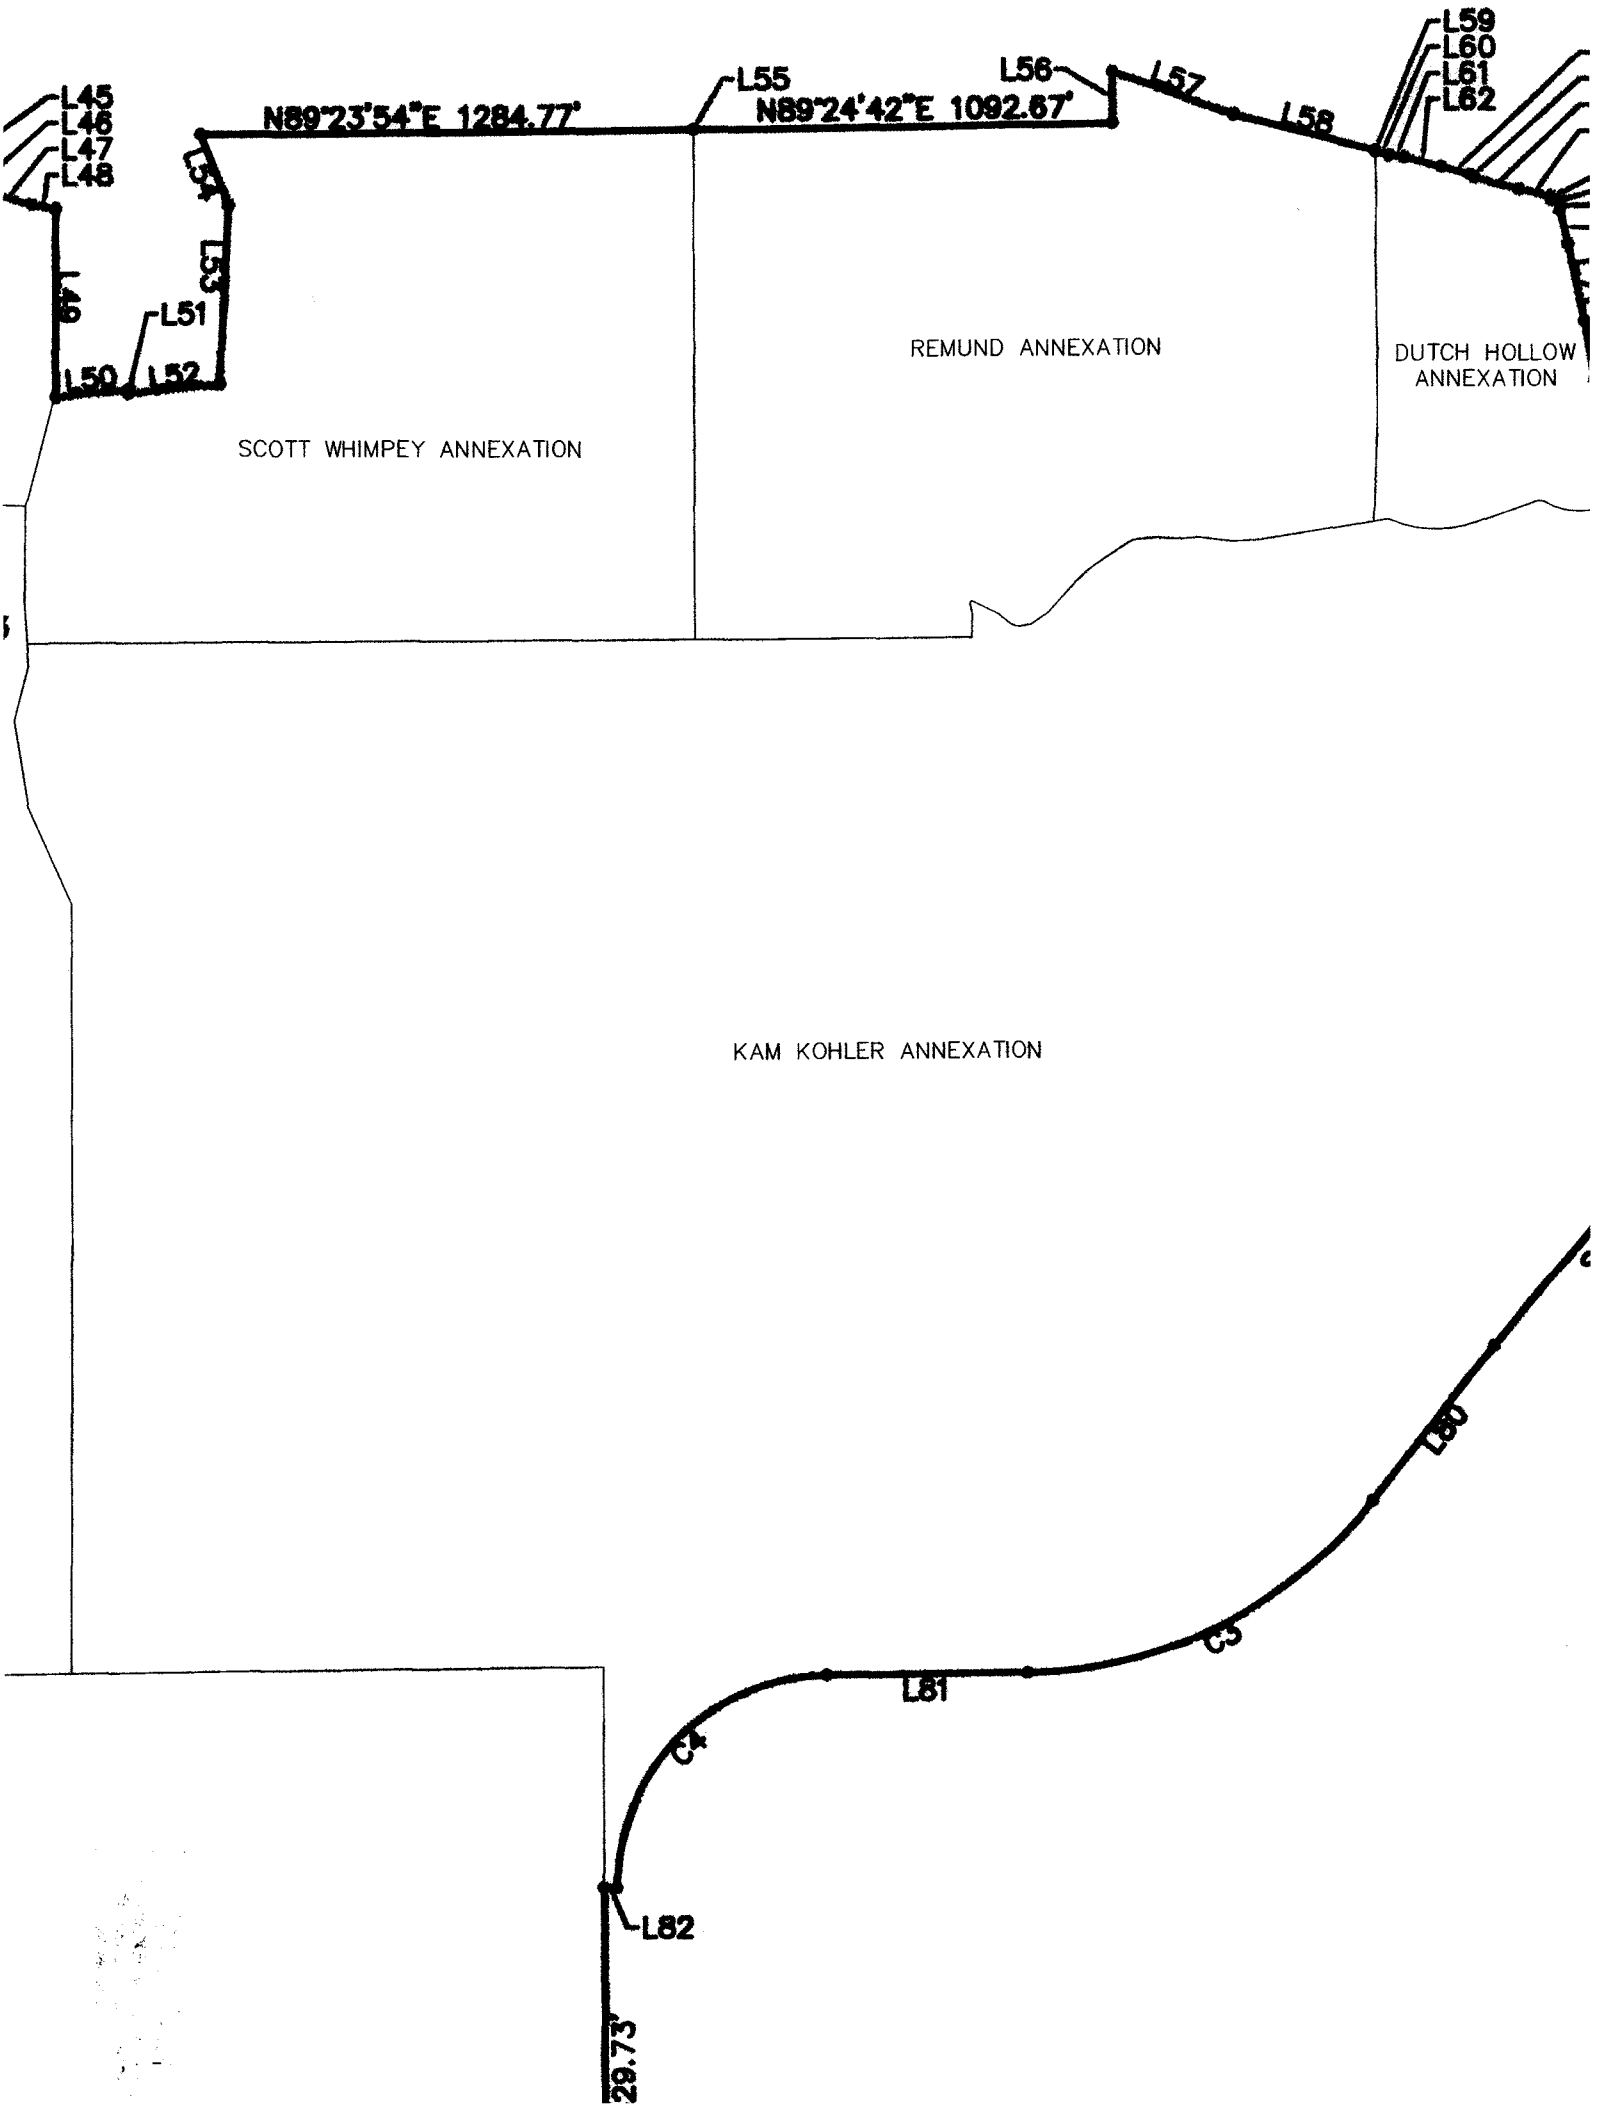 L59
L60
L61
L62
L45
L46
L47
L48
N89°23'54"E 1284.77'
L55
N89°24'42"E 1092.67'
L56
L57
L58
L54
L53
L49
L51
L50
L52
REMUND ANNEXATION
DUTCH HOLLOW
ANNEXATION
SCOTT WHIMPEY ANNEXATION
KAM KOHLER ANNEXATION
L80
C3
L81
C4
L82
29.73'